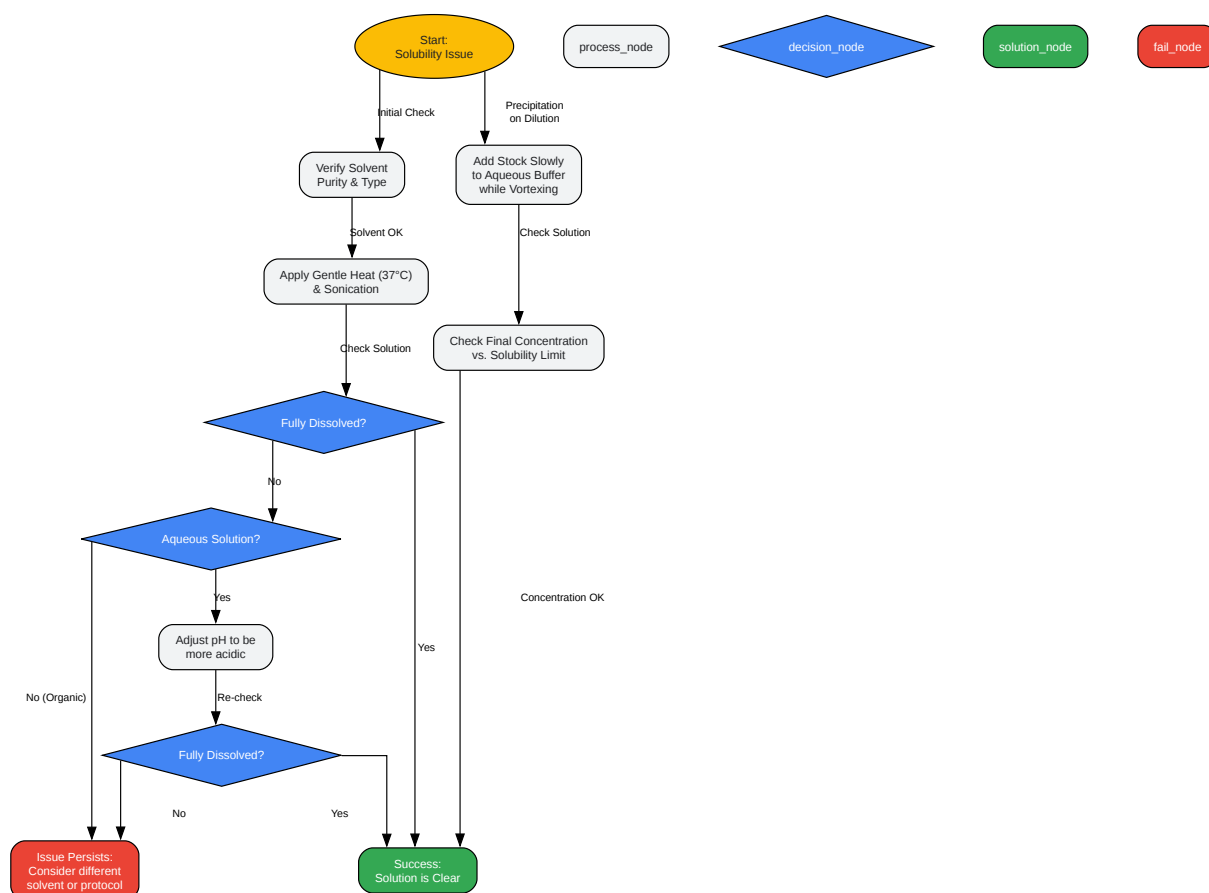 Start:
Solubility Issue
process_node
decision_node
solution_node
fail_node
Initial Check
Precipitation
on Dilution
Verify Solvent
Purity & Type
Add Stock Slowly
to Aqueous Buffer
while Vortexing
Solvent OK
Check Solution
Apply Gentle Heat (37°C)
& Sonication
Check Solution
Check Final Concentration
vs. Solubility Limit
Fully Dissolved?
No
Aqueous Solution?
Yes
Concentration OK
Adjust pH to be
more acidic
Yes
No (Organic)
Re-check
Fully Dissolved?
No
Yes
Issue Persists:
Consider different
solvent or protocol
Success:
Solution is Clear